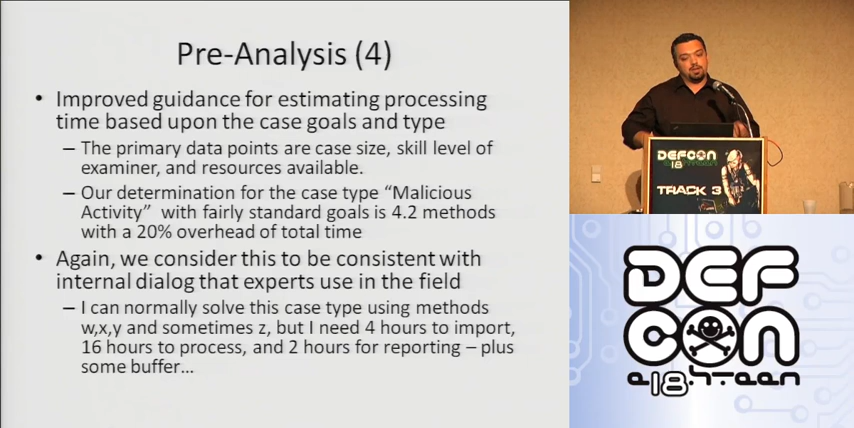 Pre-Analysis (4)
• Improved guidance for estimating processing
time based upon the case goals and type
– The primary data points are case size, skill level of
examiner, and resources available.
– Our determination for the case type “Malicious
Activity” with fairly standard goals is 4.2 methods
with a 20% overhead of total time
• Again, we consider this to be consistent with
internal dialog that experts use in the field
– I can normally solve this case type using methods
w,x,y and sometimes z, but I need 4 hours to import,
16 hours to process, and 2 hours for reporting – plus
some buffer...
DEFCON
18
TRACK 3
DEF
CON
e18hteen